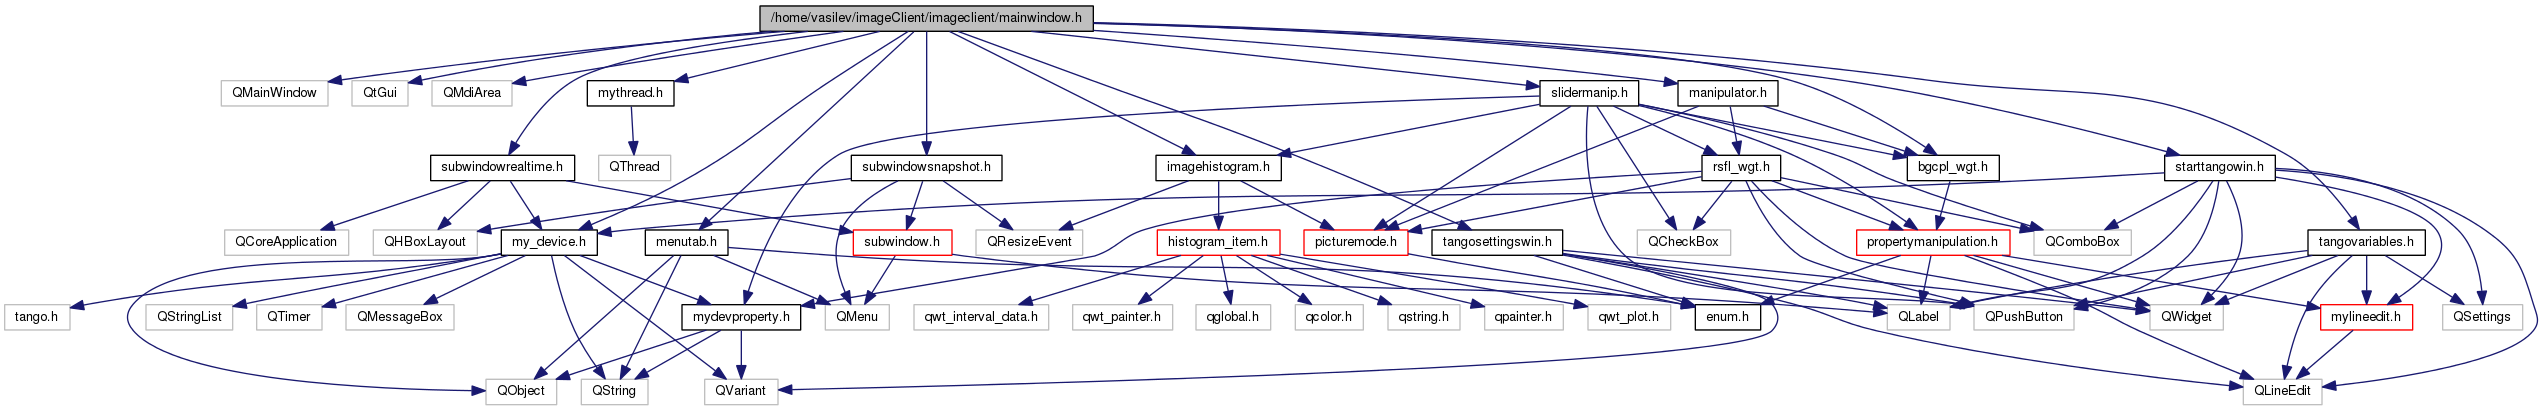 /home/vasilev/imageClient/imageclient/mainwindow.h
QMainWindow
QtGui
QMdiArea
mythread.h
slidermanip.h
manipulator.h
subwindowrealtime.h
QThread
subwindowsnapshot.h
imagehistogram.h
rsfl_wgt.h
bgcpl_wgt.h
starttangowin.h
QCoreApplication
QHBoxLayout
my_device.h
menutab.h
subwindow.h
QResizeEvent
histogram_item.h
picturemode.h
tangosettingswin.h
QCheckBox
propertymanipulation.h
QComboBox
tangovariables.h
tango.h
QStringList
QTimer
QMessageBox
mydevproperty.h
QMenu
qwt_interval_data.h
qwt_painter.h
qglobal.h
qcolor.h
qstring.h
qpainter.h
qwt_plot.h
enum.h
QLabel
QPushButton
QWidget
mylineedit.h
QSettings
QObject
QString
QVariant
QLineEdit